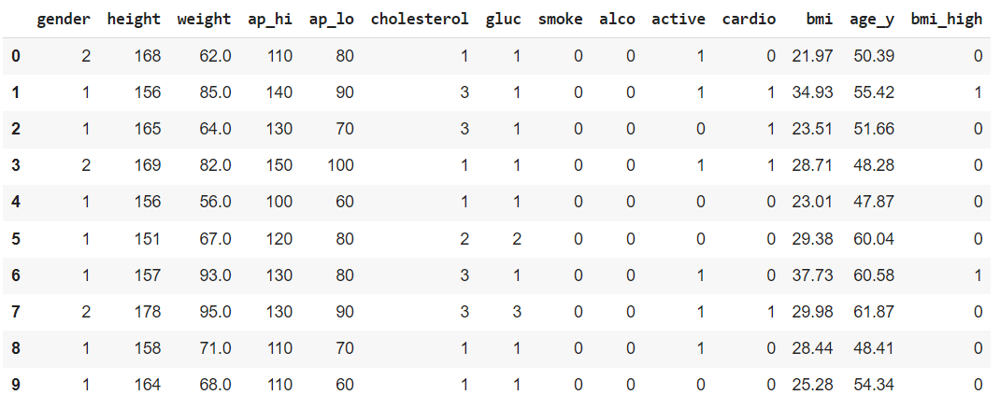 gender height weight ap_hi ap_lo cholesterol gluc smoke alco active cardio bmi age_y bmi_high
0 2 168 62.0 110 80 1 1 0 0 1 0 21.97 50.39 0
1 1 156 85.0 140 90 3 1 0 0 1 1 34.93 55.42 1
2 1 165 64.0 130 70 3 1 0 0 0 1 23.51 51.66 0
3 2 169 82.0 150 100 1 1 0 0 1 1 28.71 48.28 0
4 1 156 56.0 100 60 1 1 0 0 0 0 23.01 47.87 0
5 1 151 67.0 120 80 2 2 0 0 0 0 29.38 60.04 0
6 1 157 93.0 130 80 3 1 0 0 1 0 37.73 60.58 1
7 2 178 95.0 130 90 3 3 0 0 1 1 29.98 61.87 0
8 1 158 71.0 110 70 1 1 0 0 1 0 28.44 48.41 0
9 1 164 68.0 110 60 1 1 0 0 0 0 25.28 54.34 0